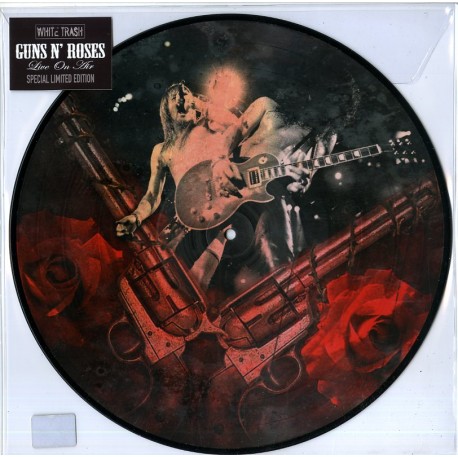 WHITE TRASH
GUNS N' ROSES
Live On Air
SPECIAL LIMITED EDITION